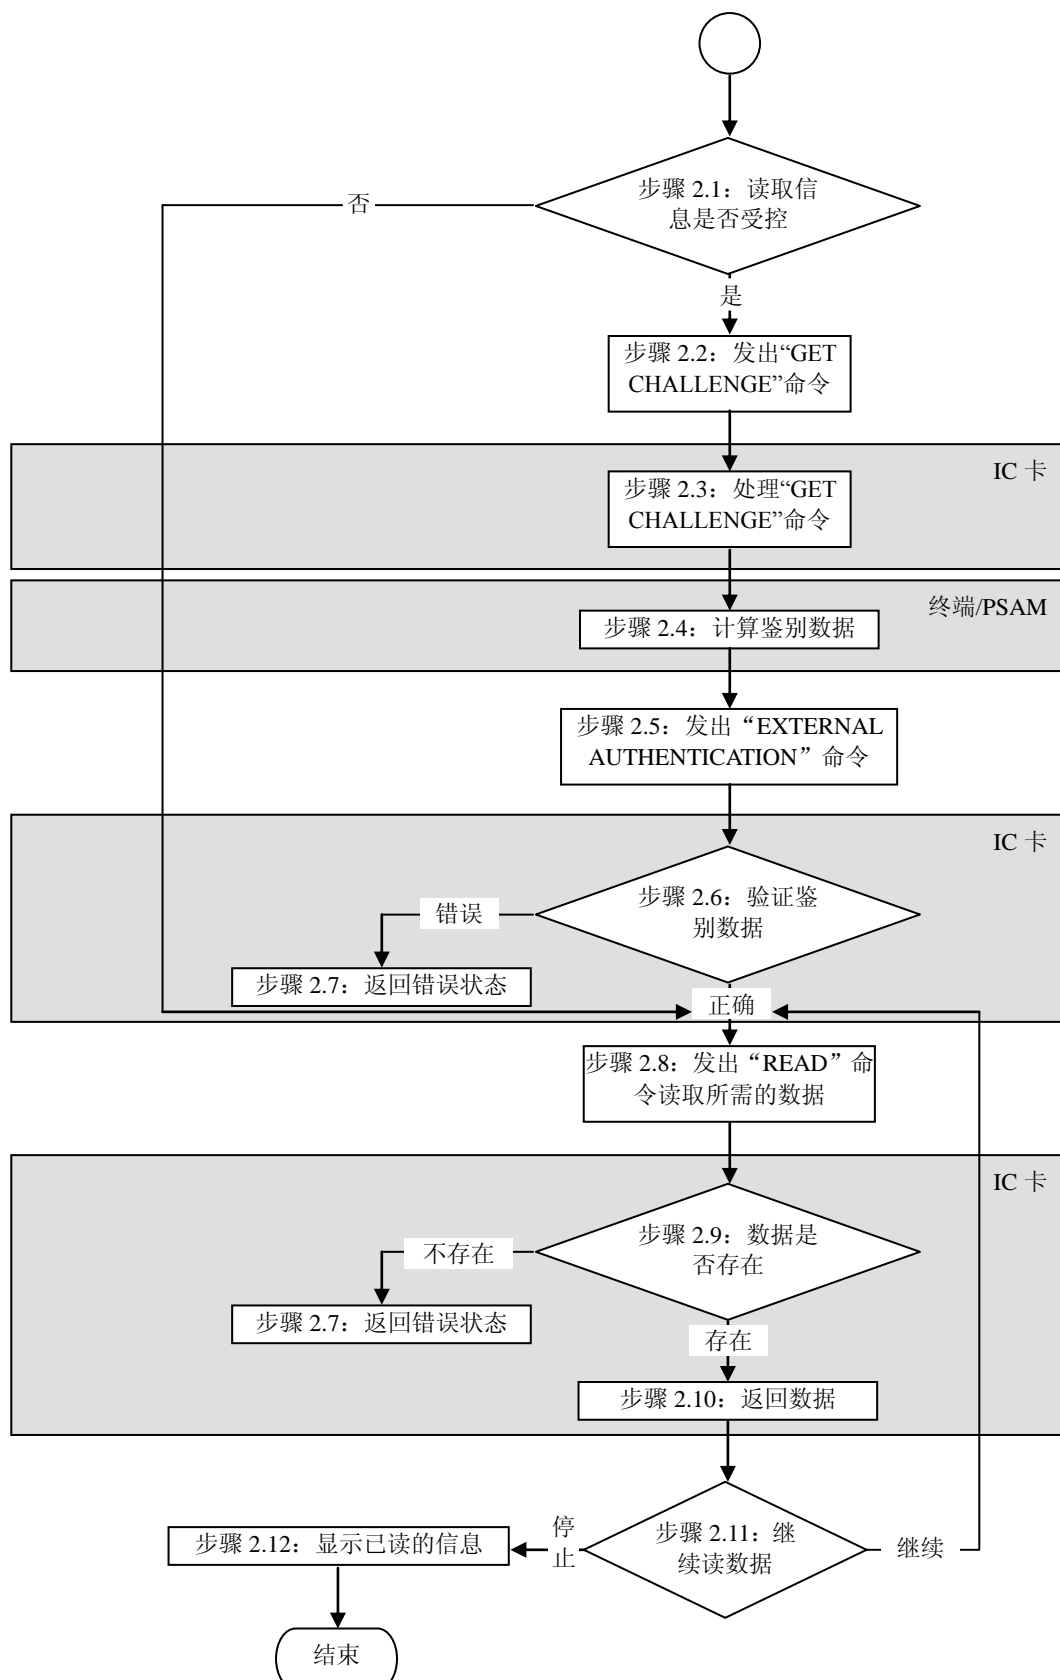 步骤 2.1：读取信
息是否受控
否
是
步骤 2.2：发出“GET
CHALLENGE”命令
IC 卡
步骤 2.3：处理“GET
CHALLENGE”命令
终端/PSAM
步骤 2.4：计算鉴别数据
步骤 2.5：发出“EXTERNAL
AUTHENTICATION”命令
IC 卡
步骤 2.6：验证鉴
别数据
错误
步骤 2.7：返回错误状态
正确
步骤 2.8：发出“READ”命
令读取所需的数据
IC 卡
步骤 2.9：数据是
否存在
不存在
步骤 2.7：返回错误状态
存在
步骤 2.10：返回数据
停
止
步骤 2.11：继
续读数据
继续
步骤 2.12：显示已读的信息
结束